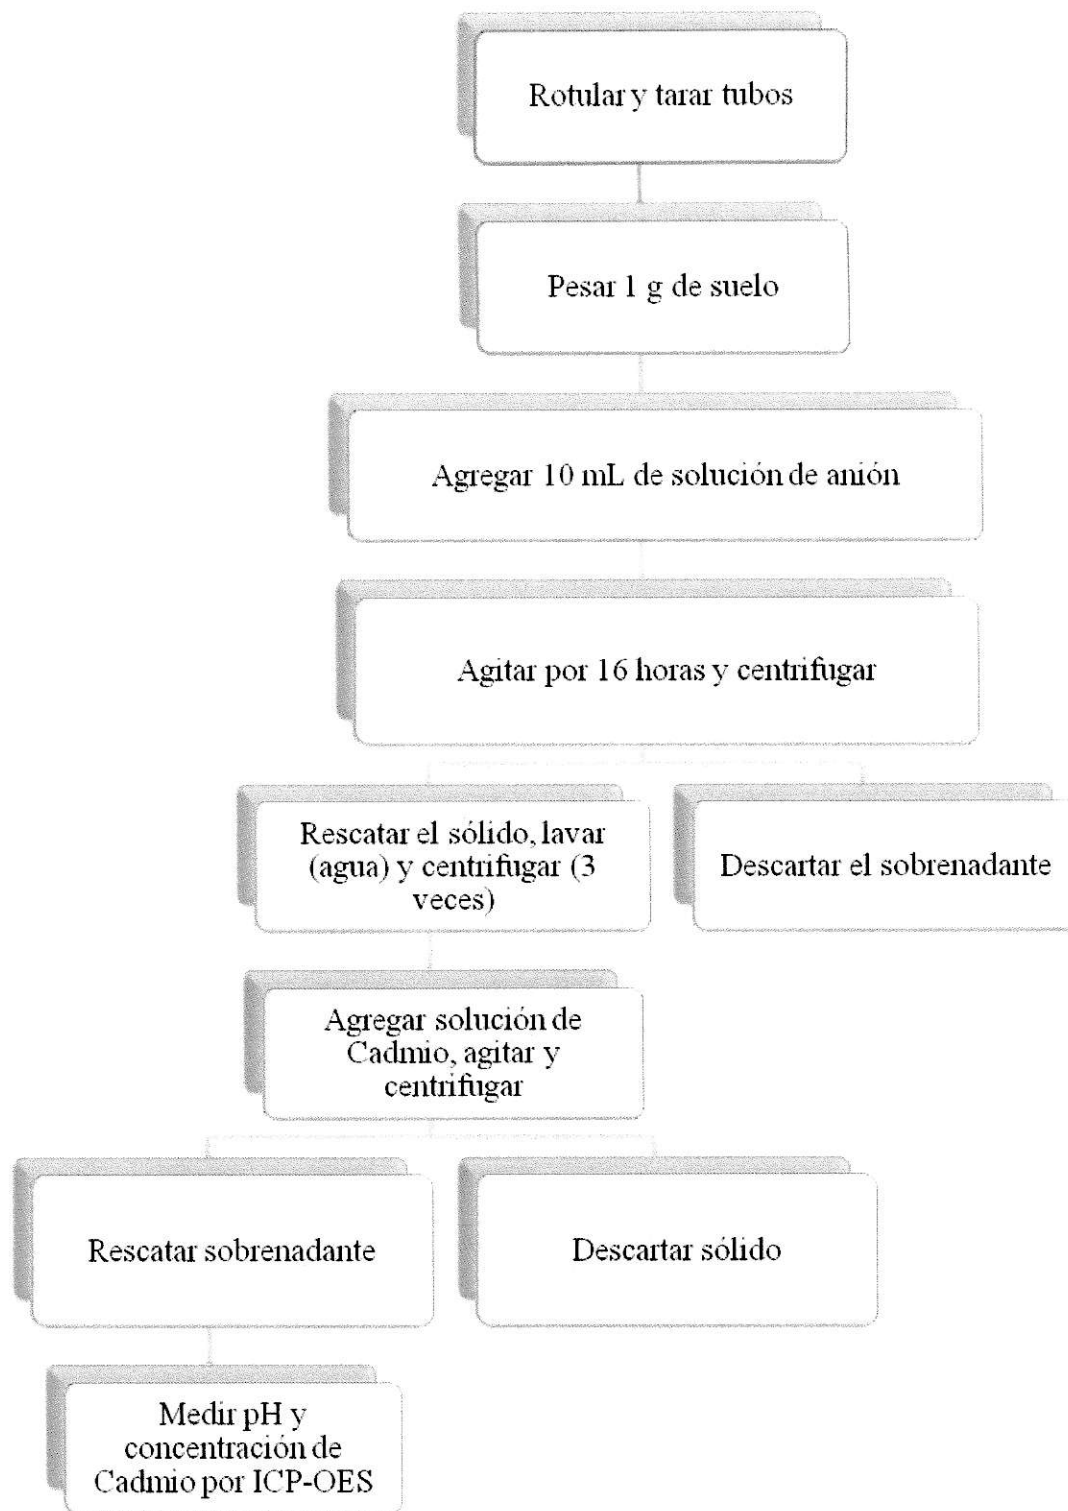 Rotular y tarar tubos
Pesar 1 g de suelo
Agregar 10 mL de solución de anión
Agitar por 16 horas y centrifugar
Rescatar el sólido, lavar
(agua) y centrifugar (3
veces)
Descartar el sobrenadante
Agregar solución de
Cadmio, agitar y
centrifugar
Rescatar sobrenadante
Descartar sólido
Medir pH y
concentración de
Cadmio por ICP-OES